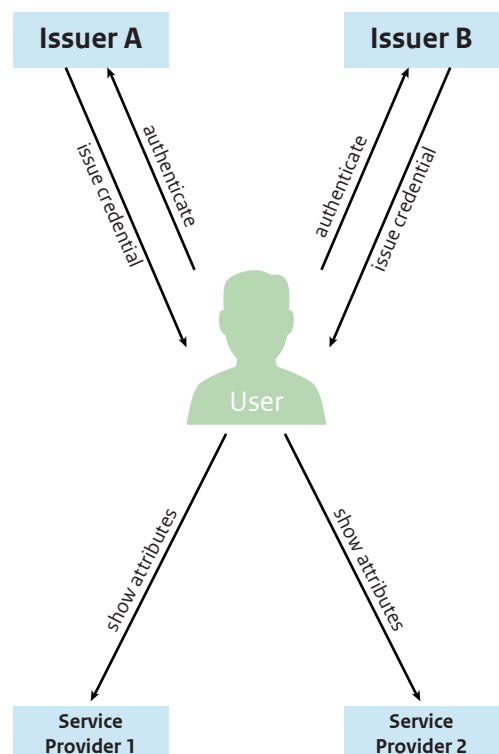 Issuer A
Issuer B
authenticate
issue credential
authenticate
issue credential
User
show attributes
show attributes
Service
Provider 1
Service
Provider 2